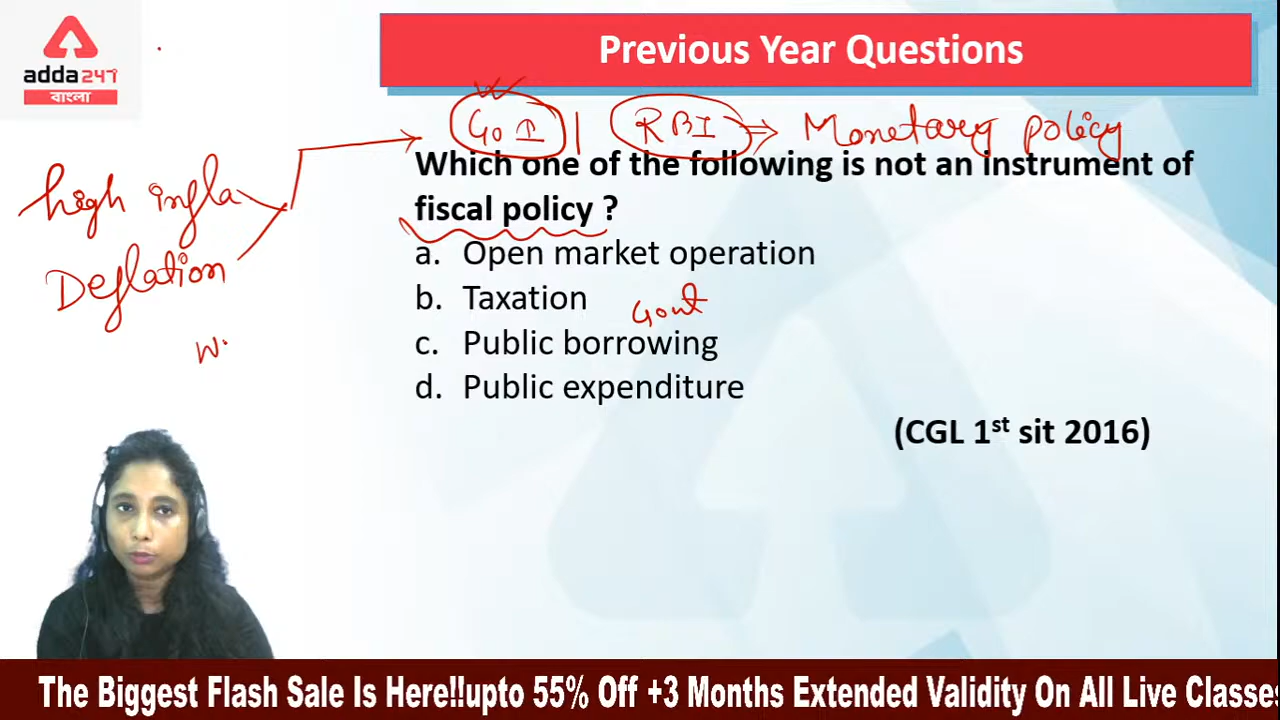 adda247
বাংলা
Previous Year Questions
GOI | RBI ⇒ Monetary policy
Which one of the following is not an instrument of
fiscal policy ?
high infla
Deflation
a. Open market operation
b. Taxation
Govt
c. Public borrowing
d. Public expenditure
(CGL 1st sit 2016)
The Biggest Flash Sale Is Here!!upto 55% Off +3 Months Extended Validity On All Live Classes